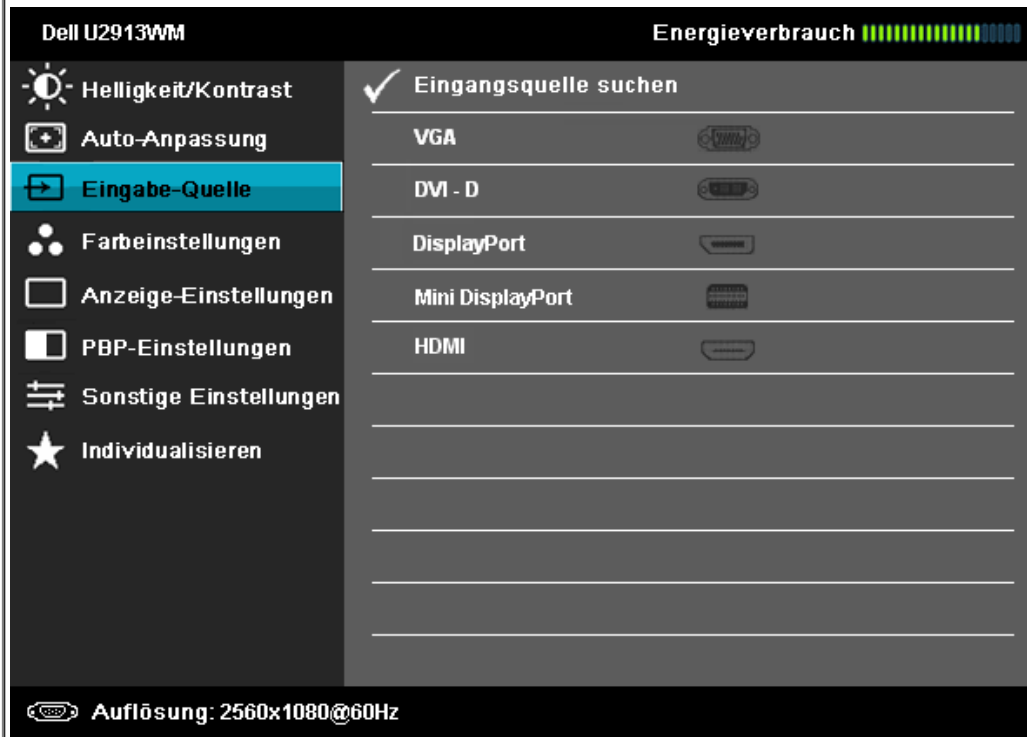 Dell U2913WM
Energieverbrauch
Helligkeit/Kontrast
Auto-Anpassung
Eingabe-Quelle
Farbeinstellungen
Anzeige-Einstellungen
PBP-Einstellungen
Sonstige Einstellungen
Individualisieren
Eingangsquelle suchen
VGA
DVI - D
DisplayPort
Mini DisplayPort
HDMI
Auflösung: 2560x1080@60Hz